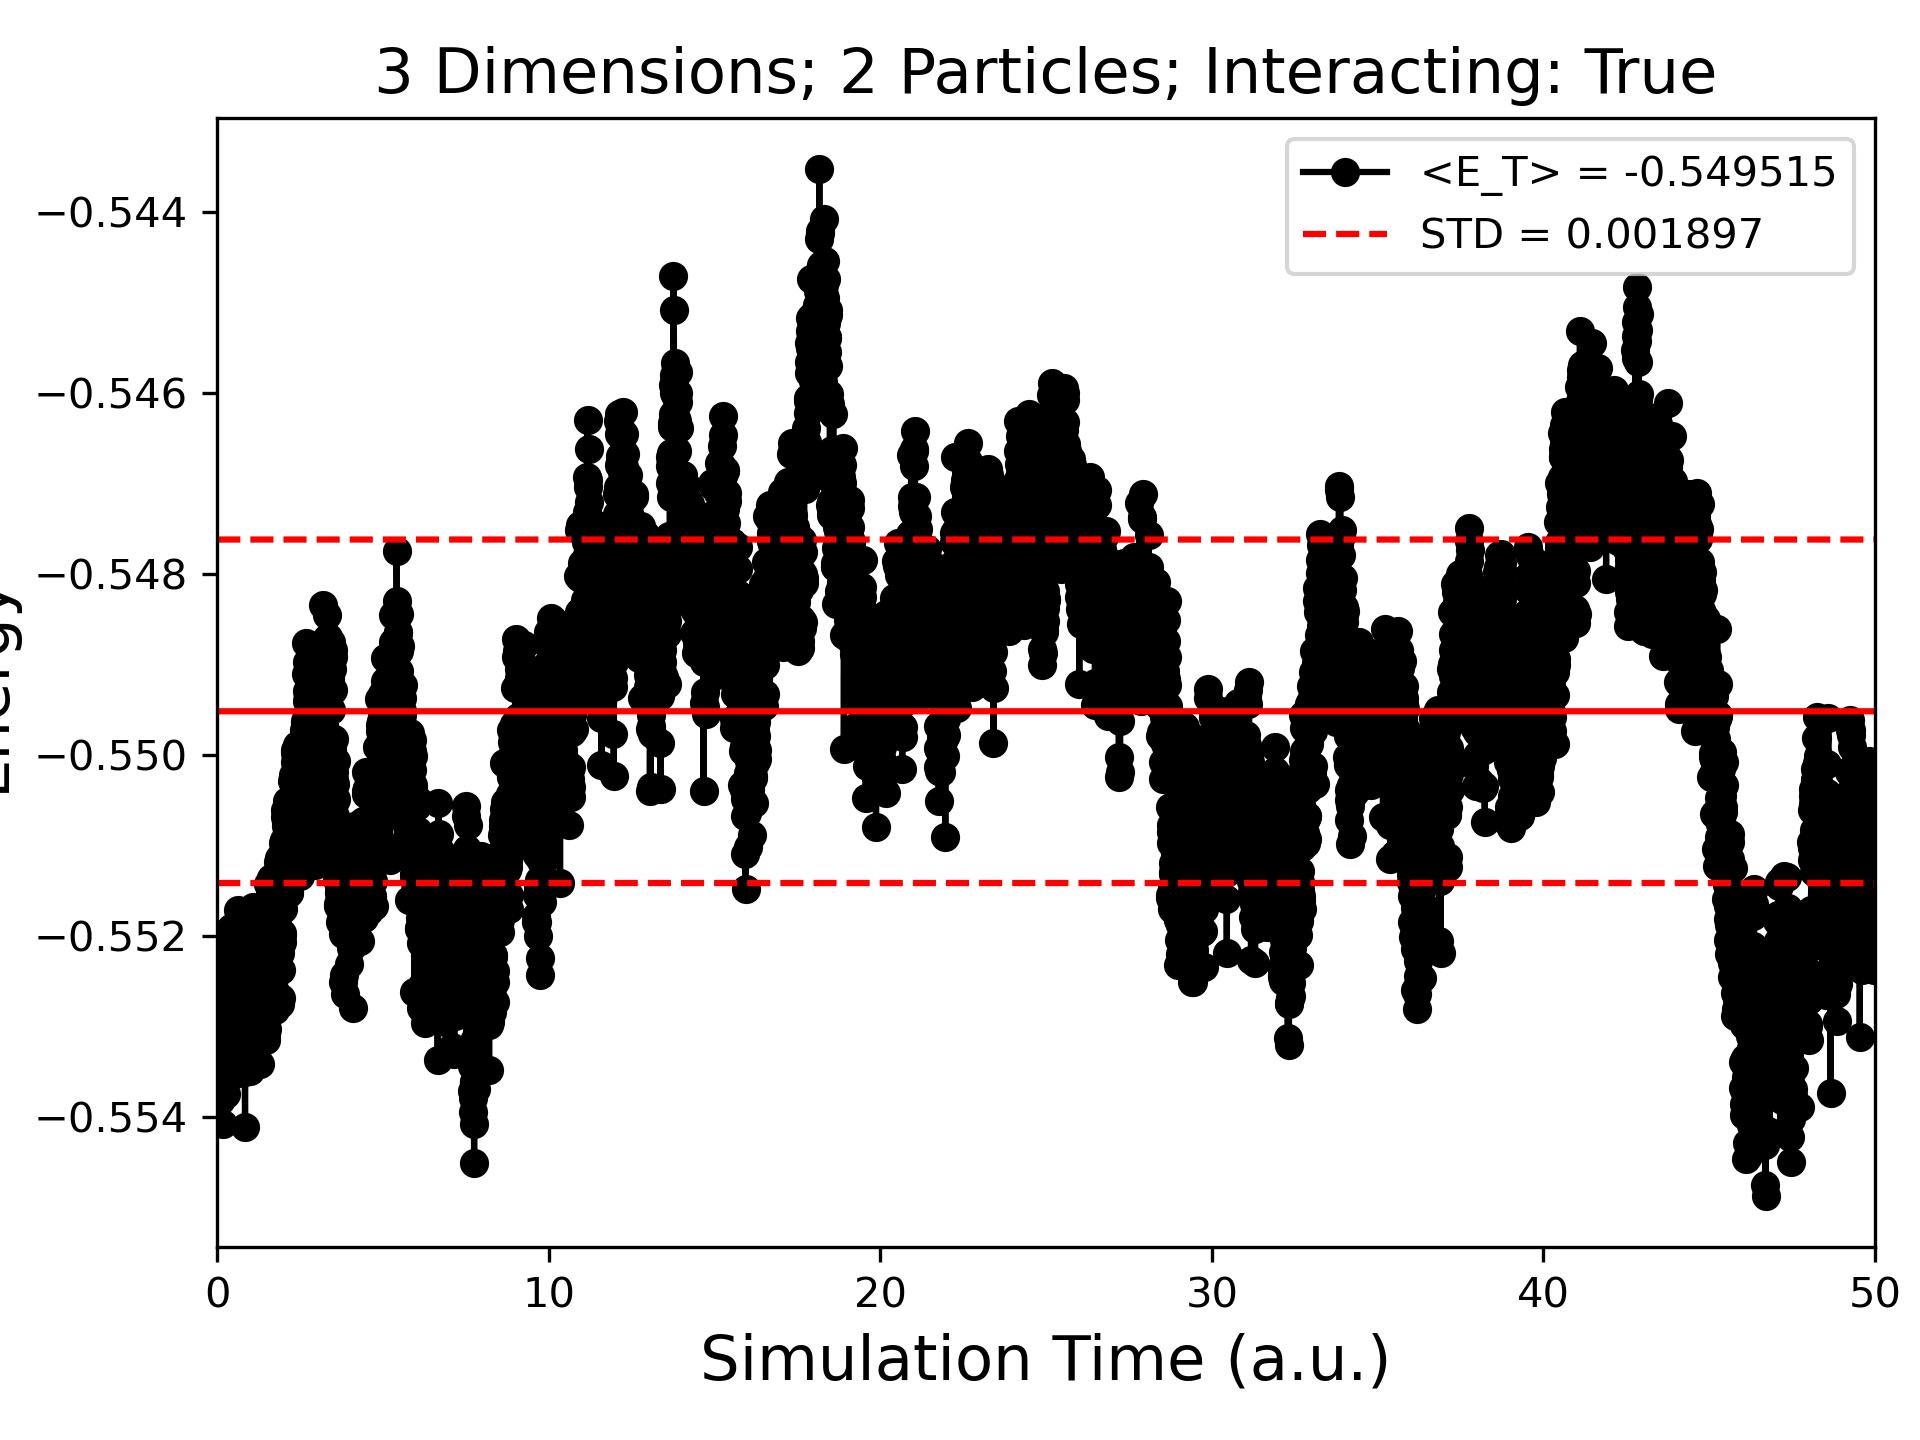 3 Dimensions; 2 Particles; Interacting: True
<E_T> = -0.549515
STD = 0.001897
−0.544
−0.546
−0.548
−0.550
−0.552
−0.554
Energy
0 10 20 30 40 50
Simulation Time (a.u.)